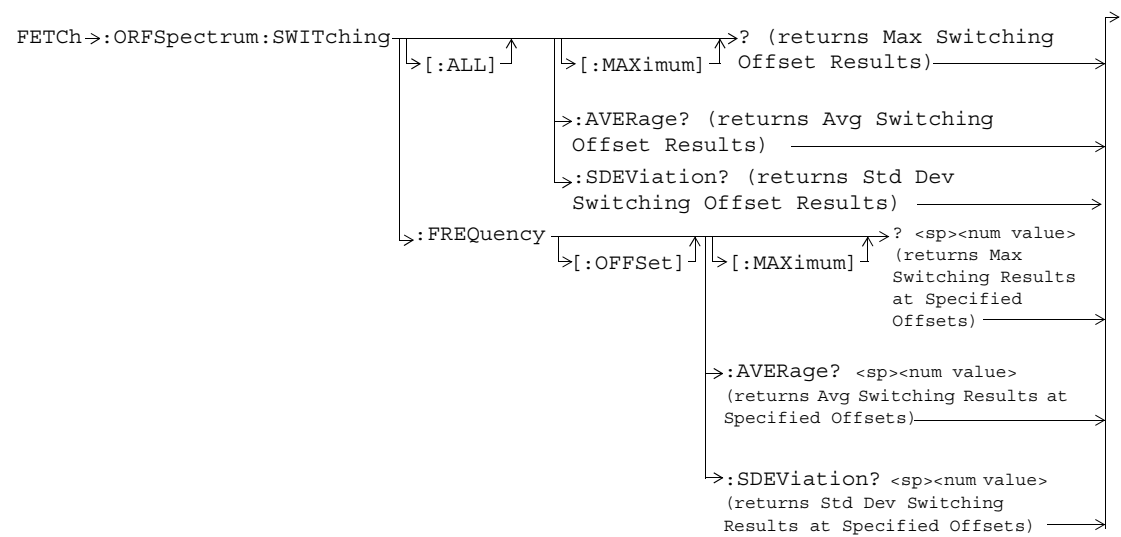 FETCh:ORFSpectrum:SWITching
[:ALL]
[:MAXimum]
? (returns Max Switching
Offset Results)
:AVERage? (returns Avg Switching
Offset Results)
:SDEViation? (returns Std Dev
Switching Offset Results)
:FREQuency
[:OFFSet]
[:MAXimum]
? <sp><num value>
(returns Max
Switching Results
at Specified
Offsets)
:AVERage? <sp><num value>
(returns Avg Switching Results at
Specified Offsets)
:SDEViation? <sp><num value>
(returns Std Dev Switching
Results at Specified Offsets)